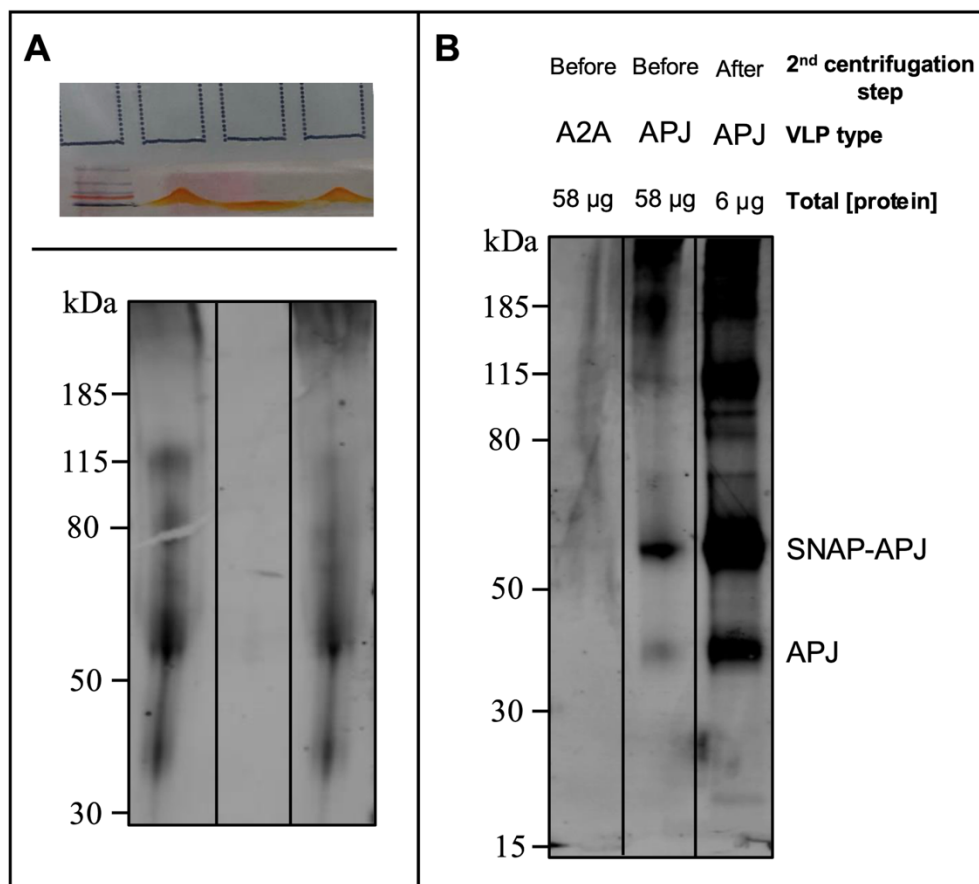 A
kDa
185
115
80
50
30
B
Before Before After 2nd centrifugation step
A2A APJ APJ VLP type
58 µg 58 µg 6 µg Total [protein]
kDa
185
115
80
SNAP-APJ
50
APJ
30
15